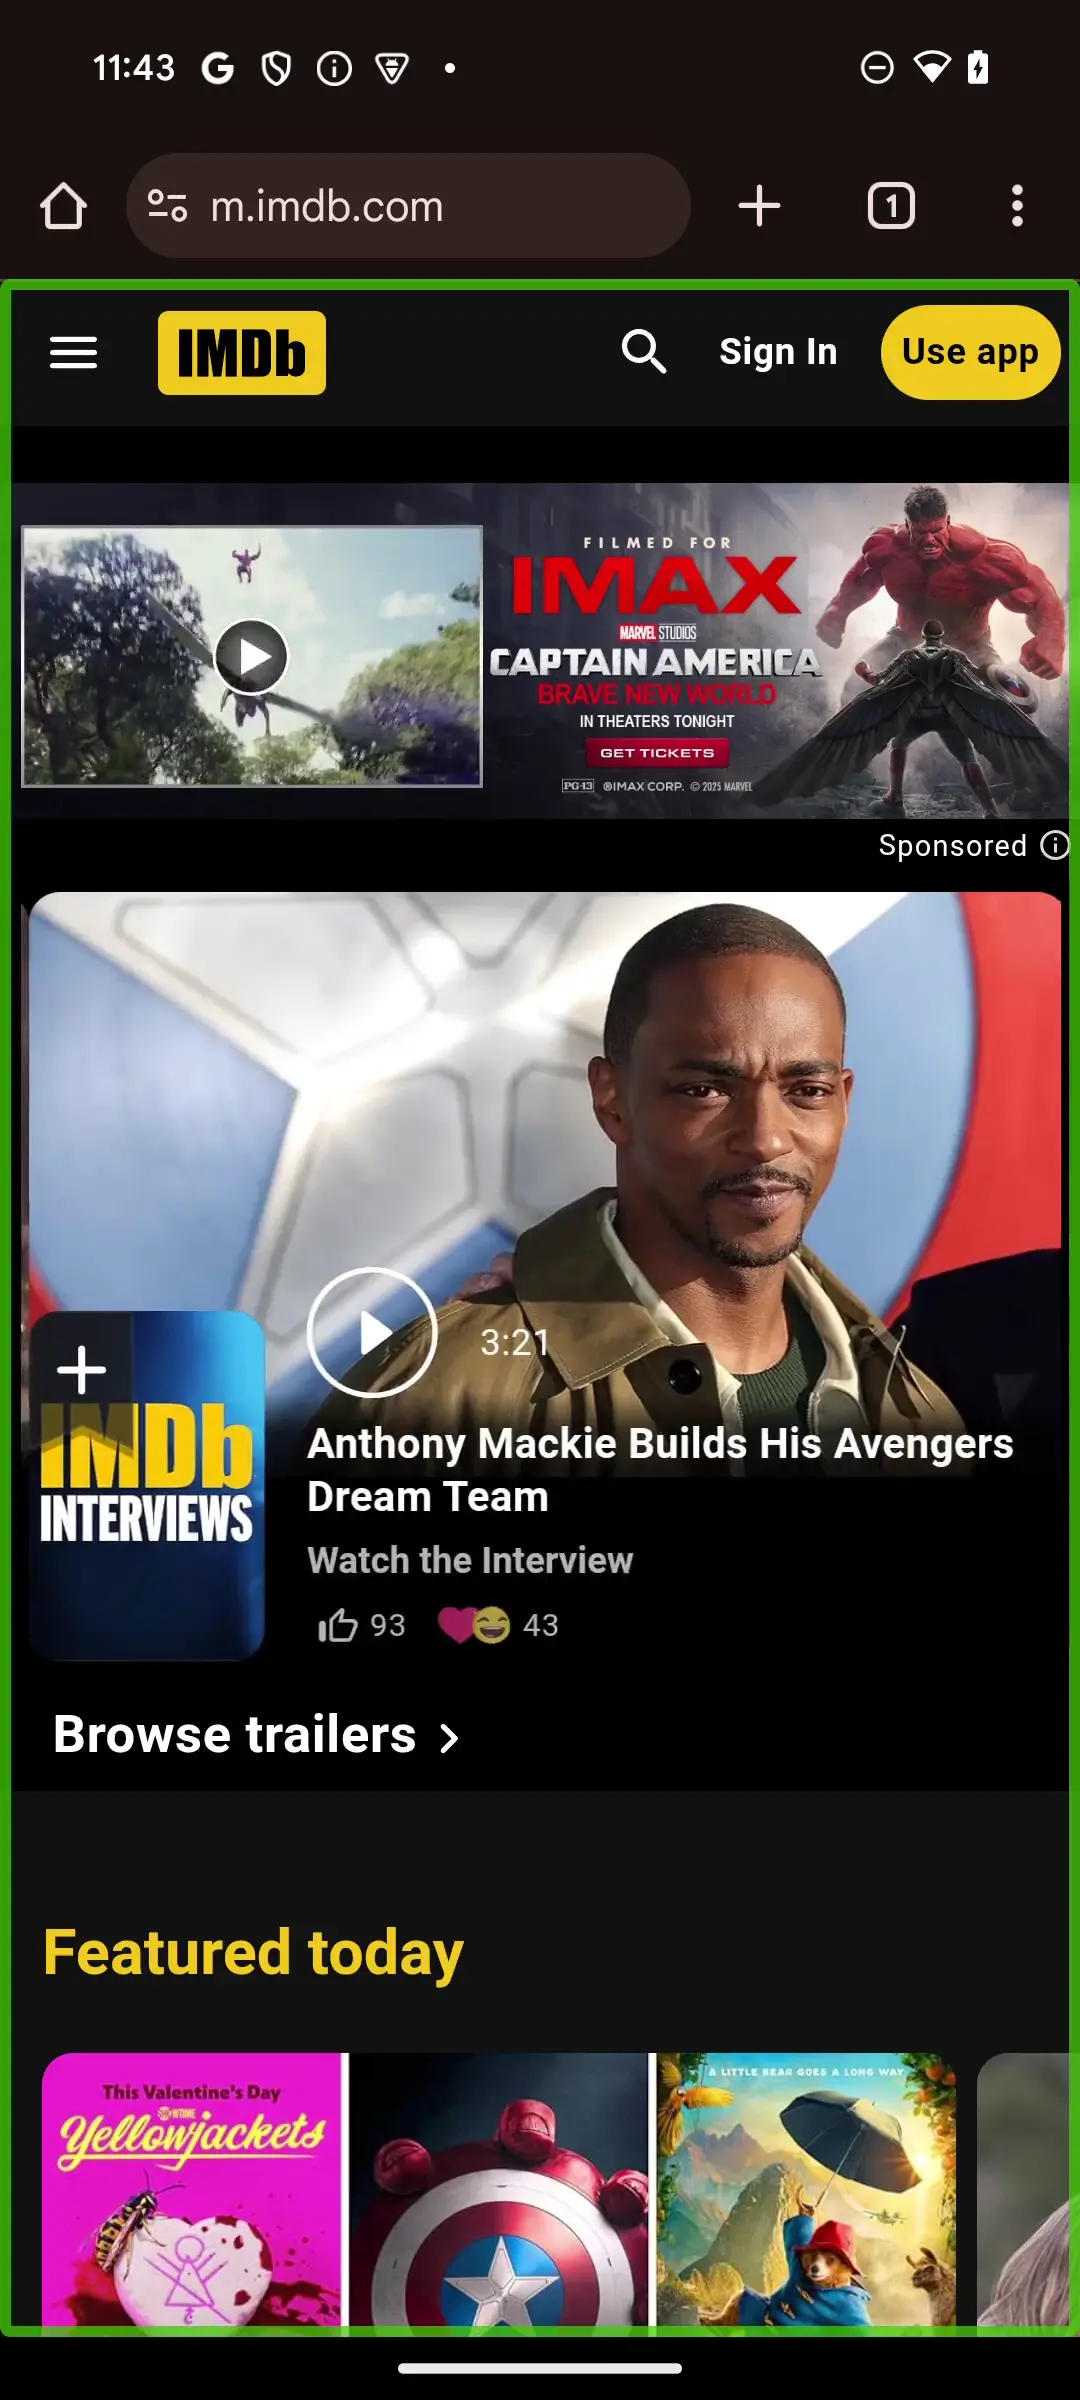 11:43
m.imdb.com
1
IMDb
Sign In
Use app
FILMED FOR
IMAX
MARVEL STUDIOS
CAPTAIN AMERICA
BRAVE NEW WORLD
IN THEATERS TONIGHT
GET TICKETS
PG-13 ®IMAX CORP. © 2025 MARVEL
Sponsored
3:21
IMDb
INTERVIEWS
Anthony Mackie Builds His Avengers
Dream Team
Watch the Interview
93
43
Browse trailers
Featured today
This Valentine's Day
SHOWTIME
Yellowjackets
A LITTLE BEAR GOES A LONG WAY